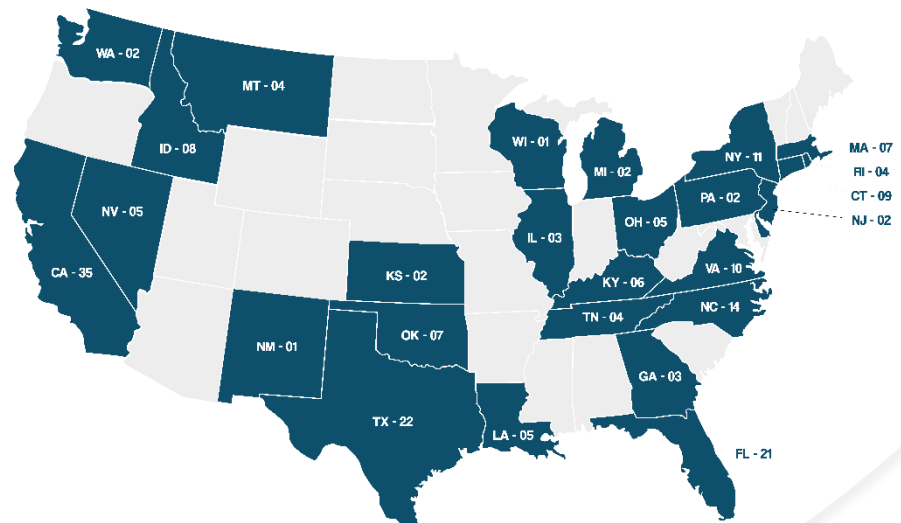 WA - 02
MT - 04
ID - 08
WI - 01
MI - 02
NY - 11
MA - 07
RI - 04
CT - 09
NJ - 02
PA - 02
NV - 05
OH - 05
IL - 03
CA - 35
KS - 02
KY - 06
VA - 10
NC - 14
TN - 04
OK - 07
NM - 01
GA - 03
TX - 22
LA - 05
FL - 21